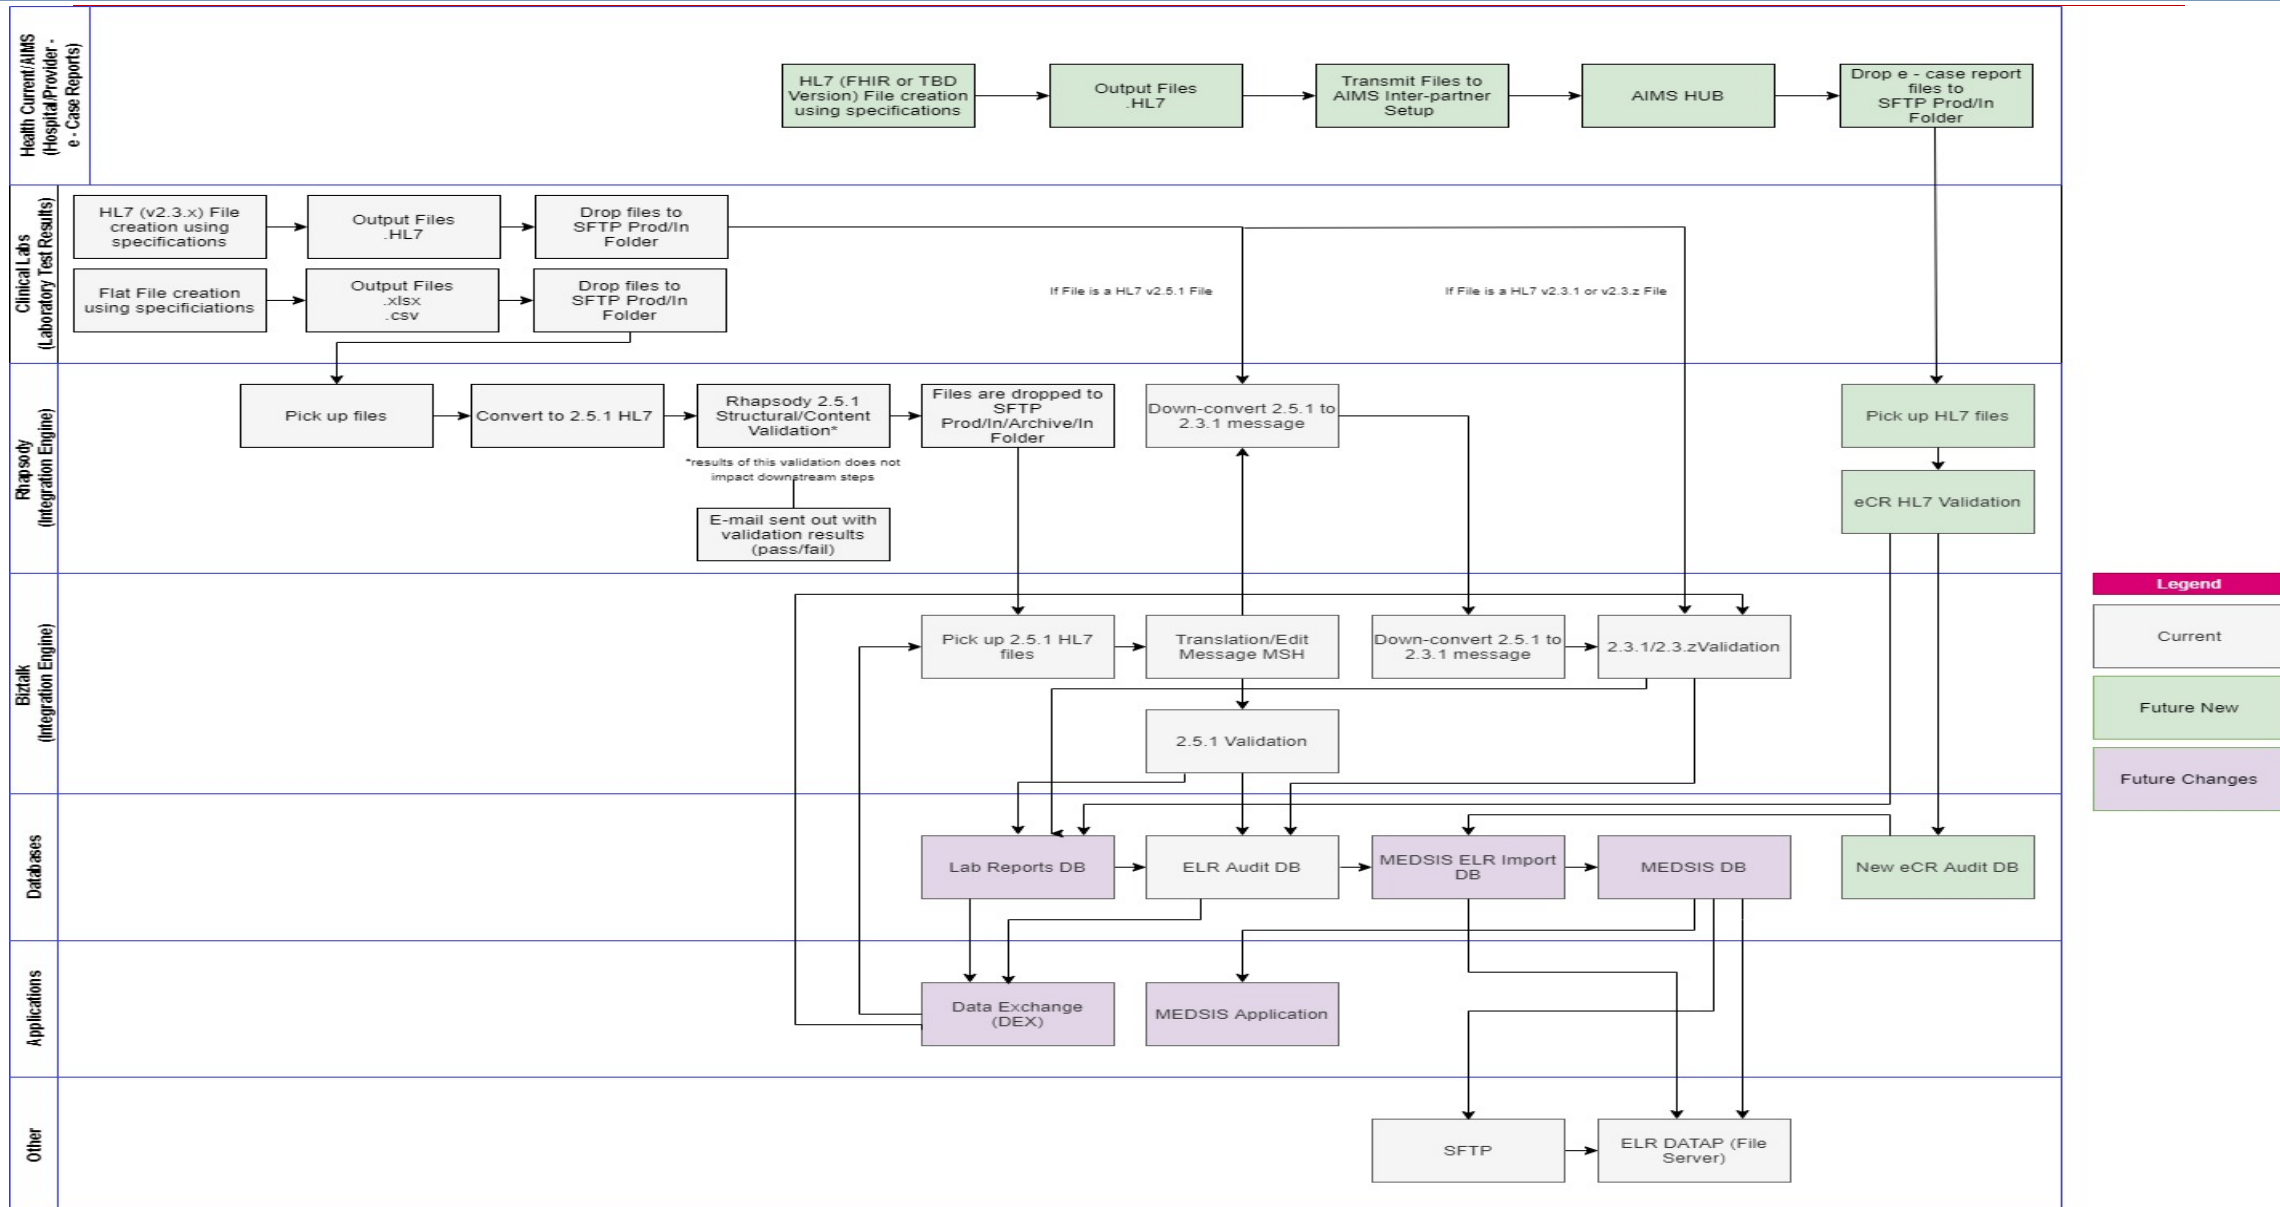 Health Current/AIMS
(Hospital/Provider -
e - Case Reports)
HL7 (FHIR or TBD
Version) File creation
using specifications
Output Files
.HL7
Transmit Files to
AIMS Inter-partner
Setup
AIMS HUB
Drop e - case report
files to
SFTP Prod/In
Folder
Clinical Labs
(Laboratory Test Results)
HL7 (v2.3.x) File
creation using
specifications
Output Files
.HL7
Drop files to
SFTP Prod/In
Folder
Flat File creation
using specificiations
Output Files
.xlsx
.csv
Drop files to
SFTP Prod/In
Folder
If File is a HL7 v2.5.1 File
If File is a HL7 v2.3.1 or v2.3.z File
Rhapsody
(Integration Engine)
Pick up files
Convert to 2.5.1 HL7
Rhapsody 2.5.1
Structural/Content
Validation*
Files are dropped to
SFTP
Prod/In/Archive/In
Folder
Down-convert 2.5.1 to
2.3.1 message
Pick up HL7 files
*results of this validation does not
impact downstream steps
E-mail sent out with
validation results
(pass/fail)
eCR HL7 Validation
Biztalk
(Integration Engine)
Pick up 2.5.1 HL7
files
Translation/Edit
Message MSH
Down-convert 2.5.1 to
2.3.1 message
2.3.1/2.3.zValidation
2.5.1 Validation
Legend
Current
Future New
Future Changes
Databases
Lab Reports DB
ELR Audit DB
MEDSIS ELR Import
DB
MEDSIS DB
New eCR Audit DB
Applications
Data Exchange
(DEX)
MEDSIS Application
Other
SFTP
ELR DATAP (File
Server)